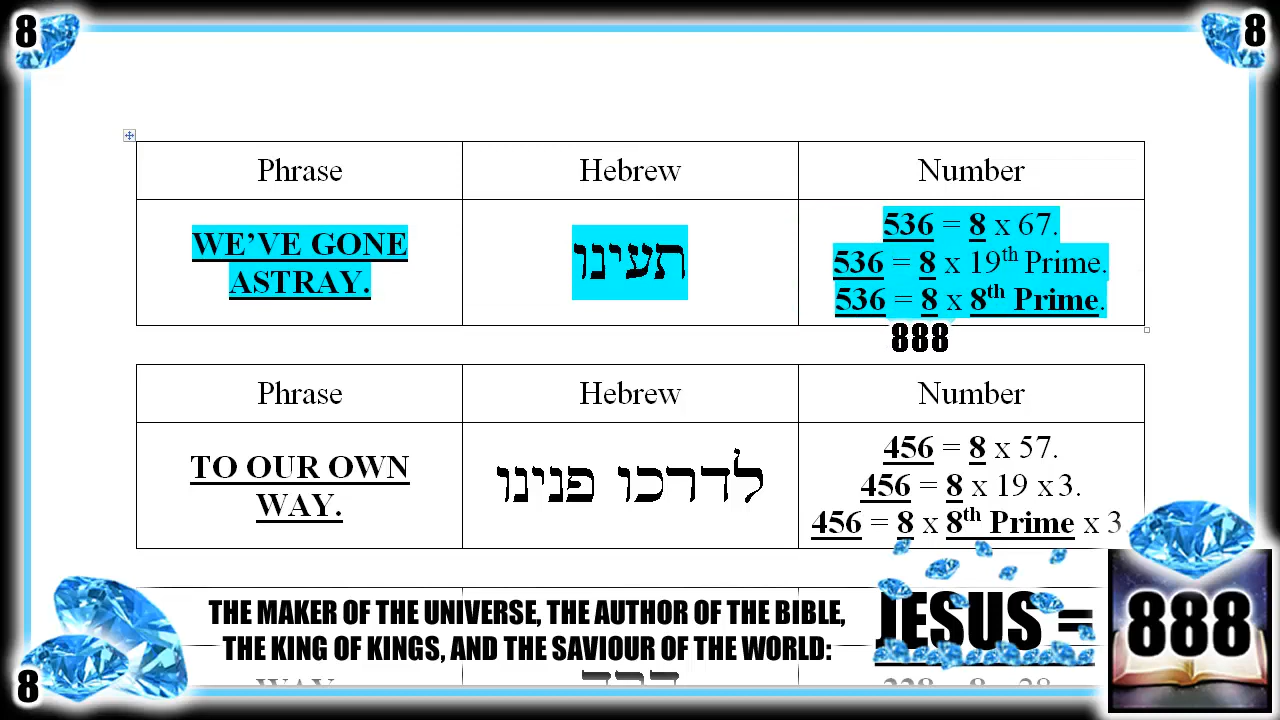 8
8
Phrase Hebrew Number
WE'VE GONE
ASTRAY.
תעינו
536 = 8 x 67.
536 = 8 x 19th Prime.
536 = 8 x 8th Prime.
888
Phrase Hebrew Number
TO OUR OWN
WAY.
לדרכו פנינו
456 = 8 x 57.
456 = 8 x 19 x 3.
456 = 8 x 8th Prime x 3
THE MAKER OF THE UNIVERSE, THE AUTHOR OF THE BIBLE,
THE KING OF KINGS, AND THE SAVIOUR OF THE WORLD:
JESUS =
888
8